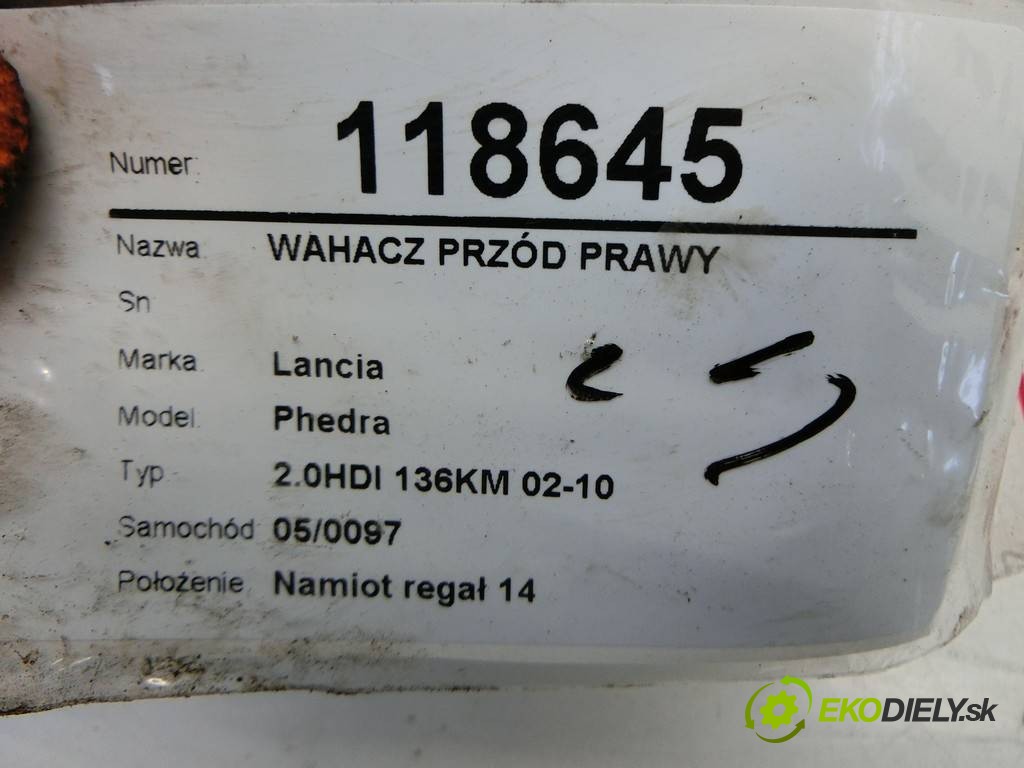 Numer: 118645
Nazwa: WAHACZ PRZÓD PRAWY
Sn
Marka: Lancia
Model: Phedra
Typ - 2.0HDI 136KM 02-10
Samochód 05/0097
Położenie Namiot regał 14
EKODIELY.sk